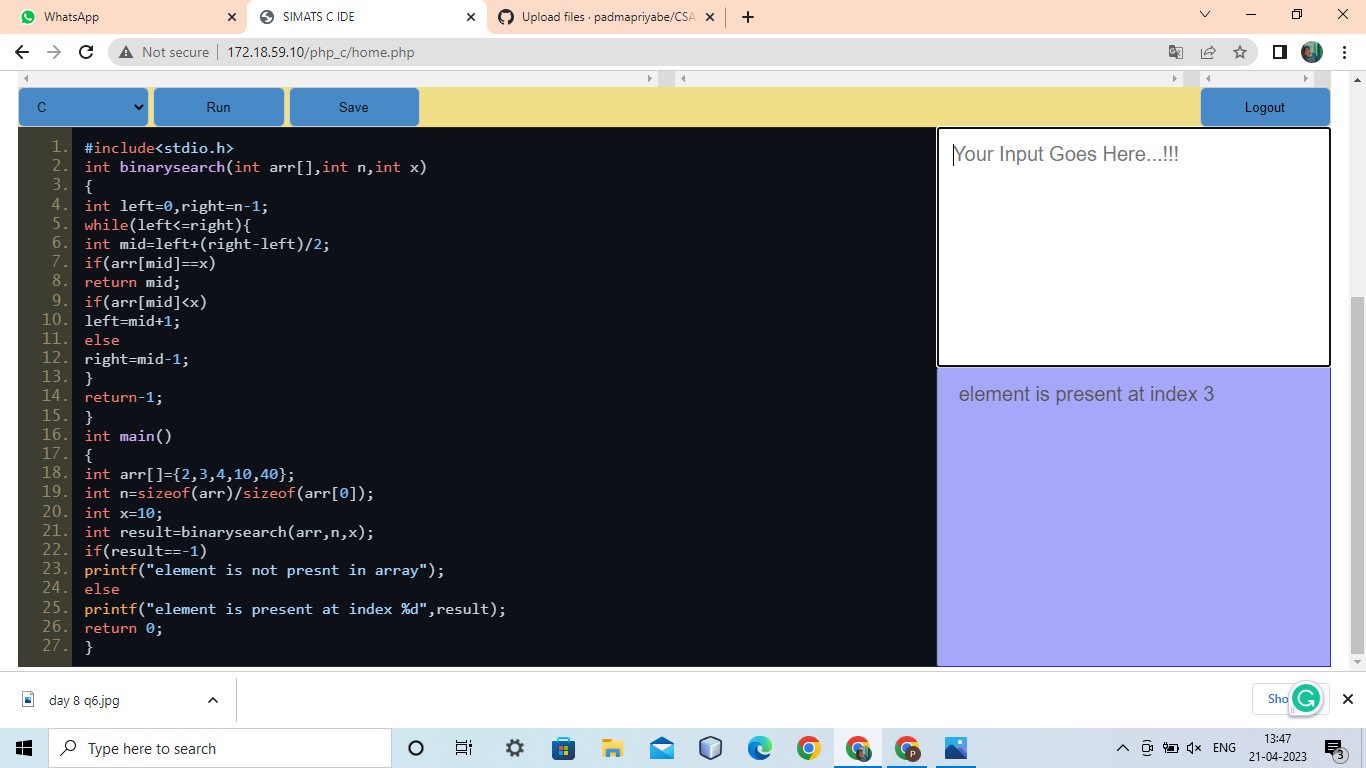 WhatsApp
SIMATS C IDE
Upload files · padmapriyabe/CSA
Not secure
172.18.59.10/php_c/home.php
C
Run
Save
Logout
1. #include<stdio.h>
2. int binarysearch(int arr[],int n,int x)
3. {
4. int left=0,right=n-1;
5. while(left<=right){
6. int mid=left+(right-left)/2;
7. if(arr[mid]==x)
8. return mid;
9. if(arr[mid]<x)
10. left=mid+1;
11. else
12. right=mid-1;
13. }
14. return-1;
15. }
16. int main()
17. {
18. int arr[]={2,3,4,10,40};
19. int n=sizeof(arr)/sizeof(arr[0]);
20. int x=10;
21. int result=binarysearch(arr,n,x);
22. if(result==-1)
23. printf("element is not presnt in array");
24. else
25. printf("element is present at index %d",result);
26. return 0;
27. }
Your Input Goes Here...!!!
element is present at index 3
day 8 q6.jpg
Sho
Type here to search
P
ENG
13:47
21-04-2023
3